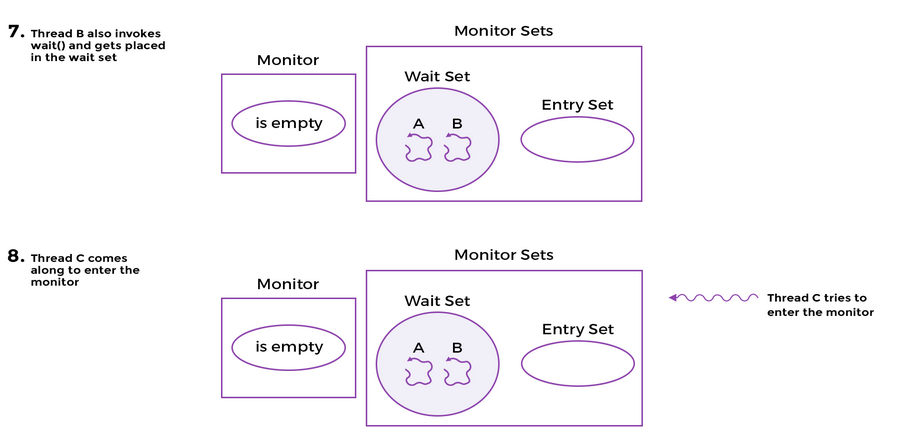 7. Thread B also invokes
wait() and gets placed
in the wait set
Monitor
is empty
Monitor Sets
Wait Set
A B
Entry Set
8. Thread C comes
along to enter the
monitor
Monitor
is empty
Monitor Sets
Wait Set
A B
Entry Set
Thread C tries to
enter the monitor